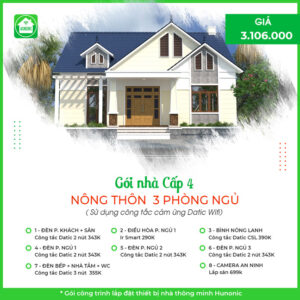 HUNONIC
GIÁ
3.106.000
Gói nhà Cấp 4
NÔNG THÔN 3 PHÒNG NGỦ
( Sử dụng công tắc cảm ứng Datic Wifi)
1 - ĐÈN P. KHÁCH + SÂN
Công tắc Datic 2 nút 343K
2 - ĐIỀU HÒA P. NGỦ 1
Ir Smart 290K
3 - BÌNH NÓNG LẠNH
Công tắc Datic CSL 390K
4 - ĐÈN P. NGỦ 1
Công tắc Datic 2 nút 343K
5 - ĐÈN P. NGỦ 2
Công tắc Datic 2 nút 343K
6 - ĐÈN P. NGỦ 3
Công tắc Datic 2 nút 343K
7 - ĐÈN BẾP + NHÀ TẮM + WC
Công tắc Datic 3 nút 355K
8 - CAMERA AN NINH
Lắp sân 699k
* Gói công trình lắp đặt thiết bị nhà thông minh Hunonic